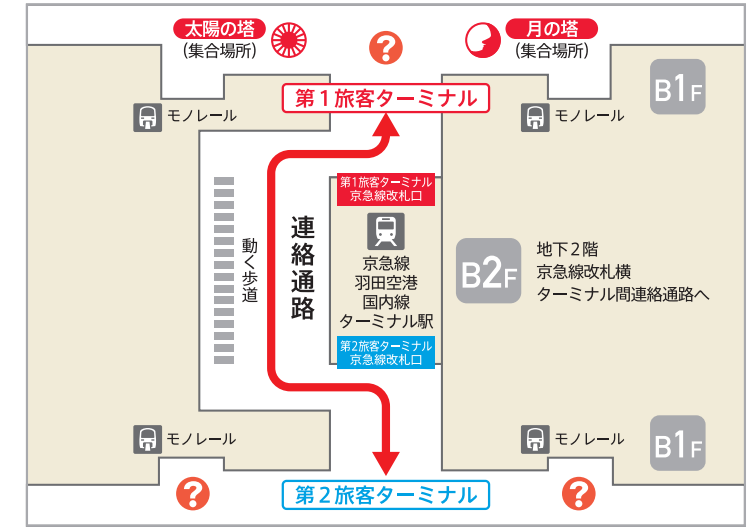 太陽の塔
(集合場所)
?
月の塔
(集合場所)
第1旅客ターミナル
モノレール
モノレール
B1F
第1旅客ターミナル
京急線改札口
動く歩道
連絡通路
京急線
羽田空港
国内線
ターミナル駅
B2F
地下2階
京急線改札横
ターミナル間連絡通路へ
第2旅客ターミナル
京急線改札口
モノレール
モノレール
B1F
?
第2旅客ターミナル
?